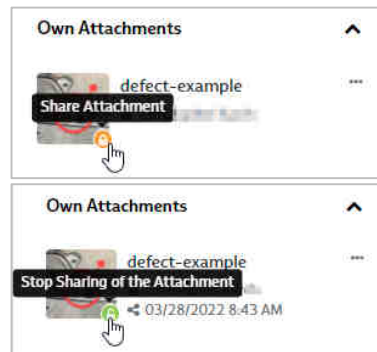 Own Attachments
defect-example
Share Attachment
Own Attachments
defect-example
Stop Sharing of the Attachment
03/28/2022 8:43 AM